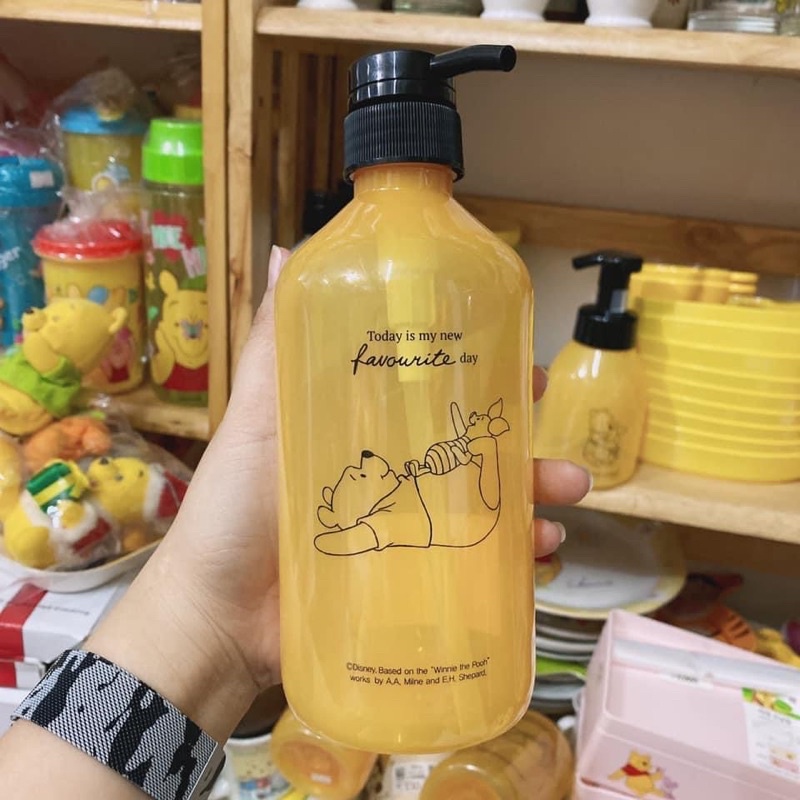 Today is my new
favourite day
©Disney. Based on the "Winnie the Pooh"
works by A.A, Milne and E.H. Shepard.